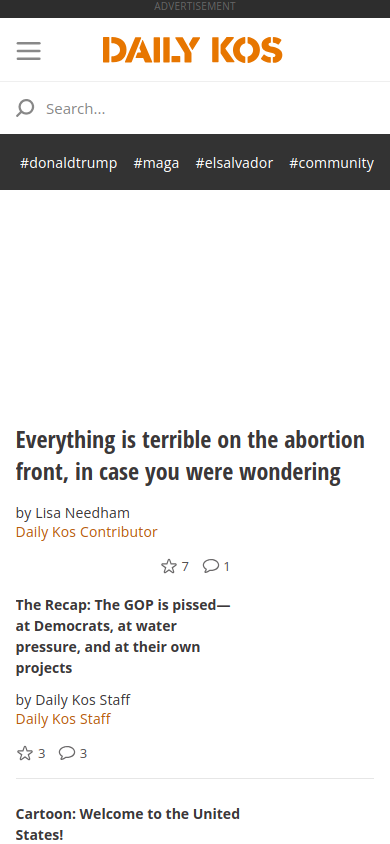 ADVERTISEMENT
DAILY KOS
Search...
#donaldtrump #maga #elsalvador #community
Everything is terrible on the abortion
front, in case you were wondering
by Lisa Needham
Daily Kos Contributor
7 1
The Recap: The GOP is pissed—
at Democrats, at water
pressure, and at their own
projects
by Daily Kos Staff
Daily Kos Staff
3 3
Cartoon: Welcome to the United
States!